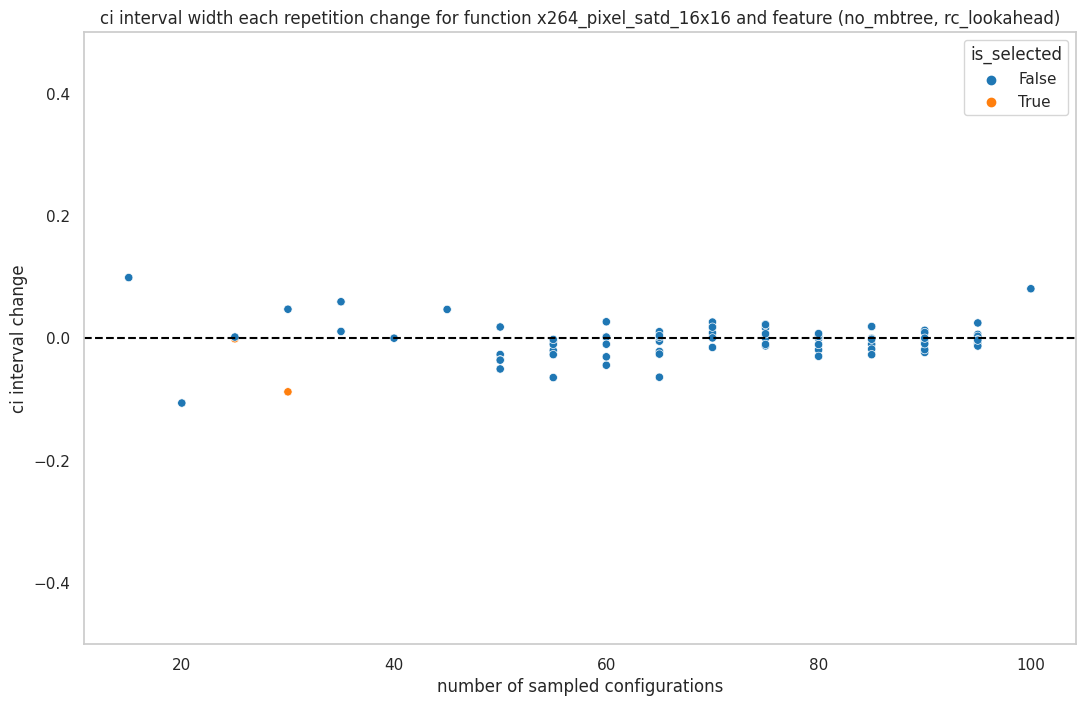 ci interval width each repetition change for function x264_pixel_satd_16x16 and feature (no_mbtree, rc_lookahead)
is_selected
False
True
0.4
0.2
0.0
−0.2
−0.4
ci interval change
20
40
60
80
100
number of sampled configurations